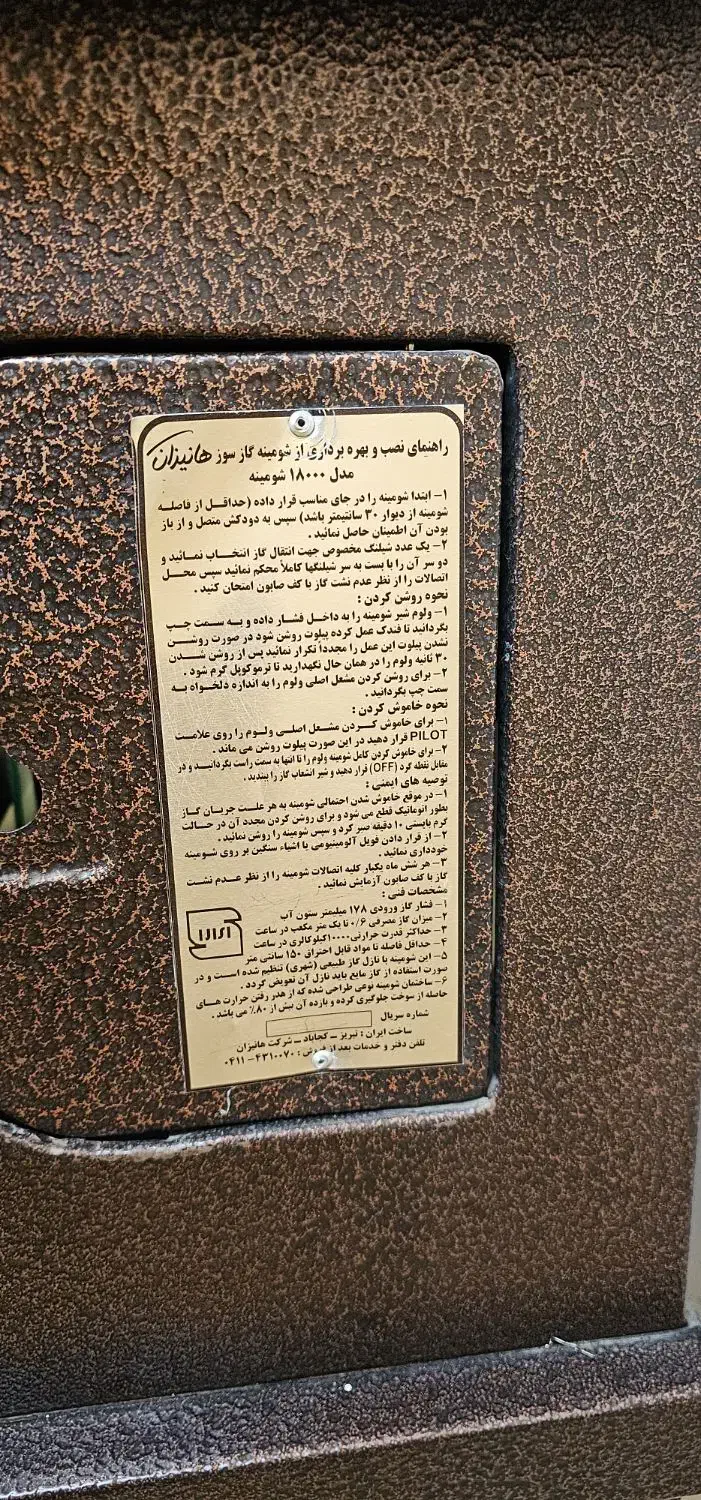 راهنمای نصب و بهره برداری از شومینه گاز سوز هانیزان
مدل ۱۸۰۰۰ شومینه
۱- ابتدا شومینه را در جای مناسب قرار داده (حداقل از فاصله
شومینه از دیوار ۳۰ سانتیمتر باشد) سپس به دودکش متصل و از باز
بودن آن اطمینان حاصل نمائید .
۲- یک عدد شیلنگ مخصوص جهت انتقال گاز انتخاب نمائید و
دو سر آن را با بست به سر شیلنگها کاملاً محکم نمائید سپس محل
اتصالات را از نظر عدم نشت گاز با کف صابون امتحان کنید .
نحوه روشن کردن :
۱- ولوم شیر شومینه را به داخل فشار داده و به سمت چپ
بگردانید تا فندک عمل کرده پیلوت روشن شود در صورت روشن
نشدن پیلوت این عمل را مجدداً تکرار نمائید پس از روشن شدن
۳۰ ثانیه ولوم را در همان حال نگهدارید تا ترموکوپل گرم شود .
۲- برای روشن کردن مشعل اصلی ولوم را به اندازه دلخواه به
سمت چپ بگردانید .
نحوه خاموش کردن :
۱- برای خاموش کردن مشعل اصلی ولوم را روی علامت
PILOT قرار دهید در این صورت پیلوت روشن می ماند .
۲- برای خاموش کردن کامل شومینه ولوم را تا انتها به سمت راست بگردانید و در
مقابل نقطه گرد (OFF) قرار دهید و شیر انشعاب گاز را ببندید .
توصیه های ایمنی :
۱- در موقع خاموش شدن احتمالی شومینه به هر علت جریان گاز
بطور اتوماتیک قطع می شود و برای روشن کردن مجدد آن در حالت
گرم بایستی ۱۰ دقیقه صبر کرد و سپس شومینه را روشن نمائید .
۲- از قرار دادن فویل آلومینیومی یا اشیاء سنگین بر روی شومینه
خودداری نمائید .
۳- هر شش ماه یکبار کلیه اتصالات شومینه را از نظر عدم نشت
گاز با کف صابون آزمایش نمائید .
مشخصات فنی :
۱- فشار گاز ورودی ۱۷۸ میلیمتر ستون آب
۲- میزان گاز مصرفی ۰/۶ تا یک متر مکعب در ساعت
۳- حداکثر قدرت حرارتی ۱۰۰۰۰ کیلوکالری در ساعت
۴- حداقل فاصله تا مواد قابل احتراق ۱۵۰ سانتی متر
۵- این شومینه با نازل گاز طبیعی (شهری) تنظیم شده است و در
صورت استفاده از گاز مایع باید نازل آن تعویض گردد .
۶- ساختمان شومینه نوعی طراحی شده که از هدر رفتن حرارت های
حاصله از سوخت جلوگیری کرده و بازده آن بیش از ۸۰٪ می باشد .
شماره سریال
ساخت ایران : تبریز ـ کجاباد ـ شرکت هانیزان
تلفن دفتر و خدمات بعد از فروش : ۴۳۱۰۰۷۰ - ۰۴۱۱